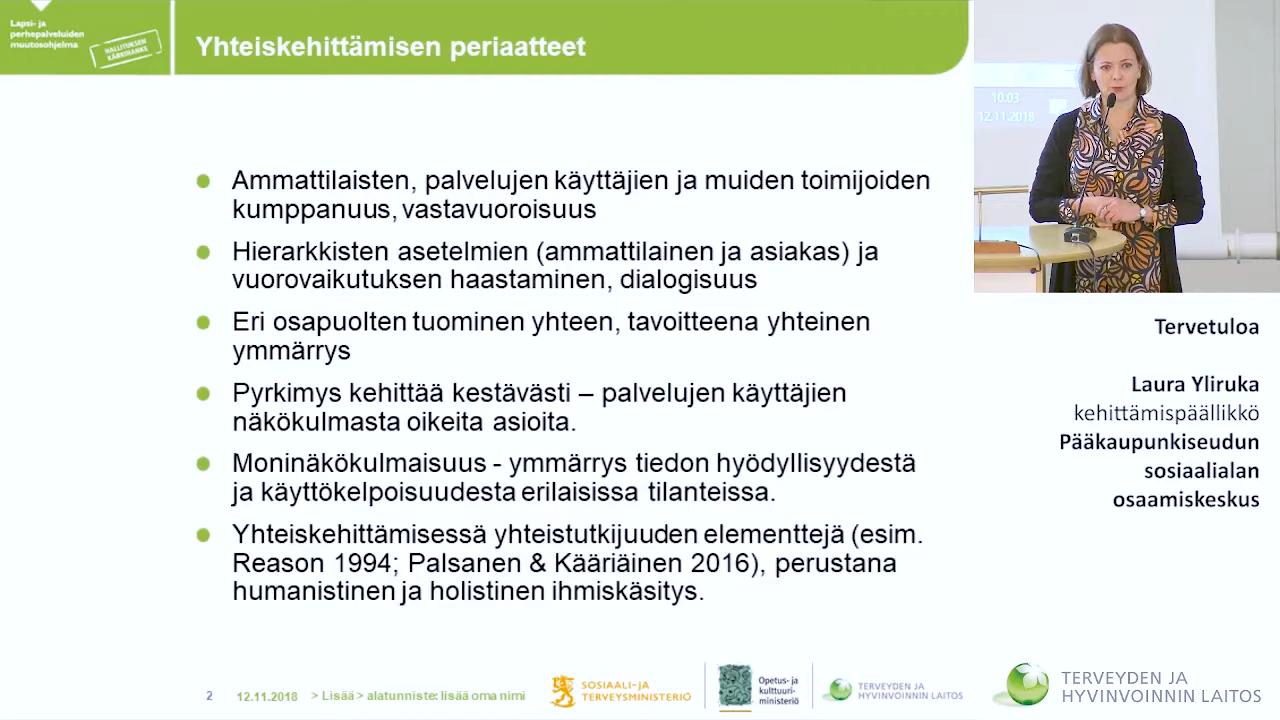 Lapsi- ja
perhepalveluiden
muutosohjelma
HALLITUKSEN
KÄRKIHANKE
Yhteiskehittämisen periaatteet
10.03
12.11.2018
Ammattilaisten, palvelujen käyttäjien ja muiden toimijoiden
kumppanuus, vastavuoroisuus
Hierarkkisten asetelmien (ammattilainen ja asiakas) ja
vuorovaikutuksen haastaminen, dialogisuus
Eri osapuolten tuominen yhteen, tavoitteena yhteinen
ymmärrys
Pyrkimys kehittää kestävästi – palvelujen käyttäjien
näkökulmasta oikeita asioita.
Moninäkökulmaisuus - ymmärrys tiedon hyödyllisyydestä
ja käyttökelpoisuudesta erilaisissa tilanteissa.
Yhteiskehittämisessä yhteistutkijuuden elementtejä (esim.
Reason 1994; Palsanen & Kääriäinen 2016), perustana
humanistinen ja holistinen ihmiskäsitys.
Tervetuloa
Laura Yliruka
kehittämispäällikkö
Pääkaupunkiseudun
sosiaalialan
osaamiskeskus
2 12.11.2018 > Lisää > alatunniste: lisää oma nimi
SOSIAALI- JA
TERVEYSMINISTERIÖ
Opetus- ja
kulttuuri-
ministeriö
TERVEYDEN JA
HYVINVOINNIN LAITOS
TERVEYDEN JA
HYVINVOINNIN LAITOS